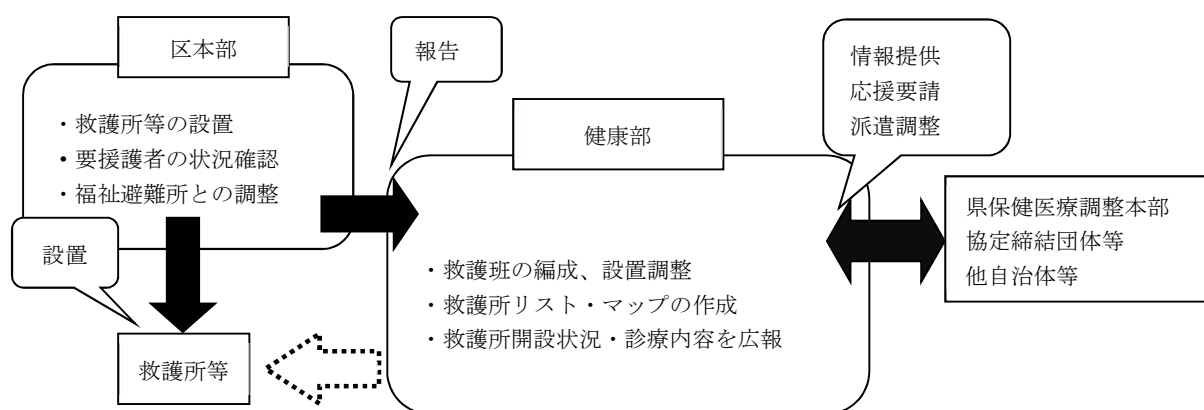 区本部
・救護所等の設置
・要援護者の状況確認
・福祉避難所との調整
設置
救護所等
報告
健康部
・救護班の編成、設置調整
・救護所リスト・マップの作成
・救護所開設状況・診療内容を広報
情報提供
応援要請
派遣調整
県保健医療調整本部
協定締結団体等
他自治体等